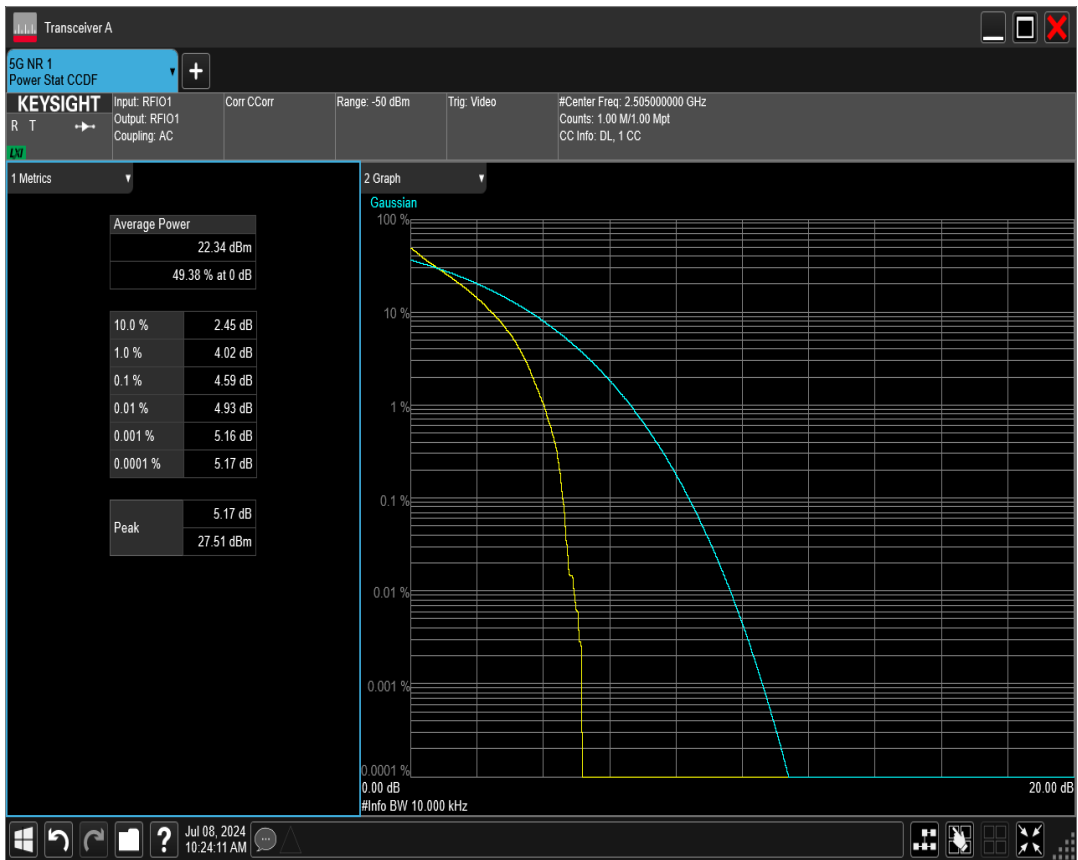 Transceiver A
5G NR 1
Power Stat CCDF
+
KEYSIGHT
R T
LXI
Input: RFIO1
Output: RFIO1
Coupling: AC
Corr CCorr
Range: -50 dBm
Trig: Video
#Center Freq: 2.505000000 GHz
Counts: 1.00 M/1.00 Mpt
CC Info: DL, 1 CC
1 Metrics
Average Power
22.34 dBm
49.38 % at 0 dB
10.0 % 2.45 dB
1.0 % 4.02 dB
0.1 % 4.59 dB
0.01 % 4.93 dB
0.001 % 5.16 dB
0.0001 % 5.17 dB
Peak
5.17 dB
27.51 dBm
2 Graph
Gaussian
100 %
10 %
1 %
0.1 %
0.01 %
0.001 %
0.0001 %
0.00 dB 20.00 dB
#Info BW 10.000 kHz
?
Jul 08, 2024
10:24:11 AM